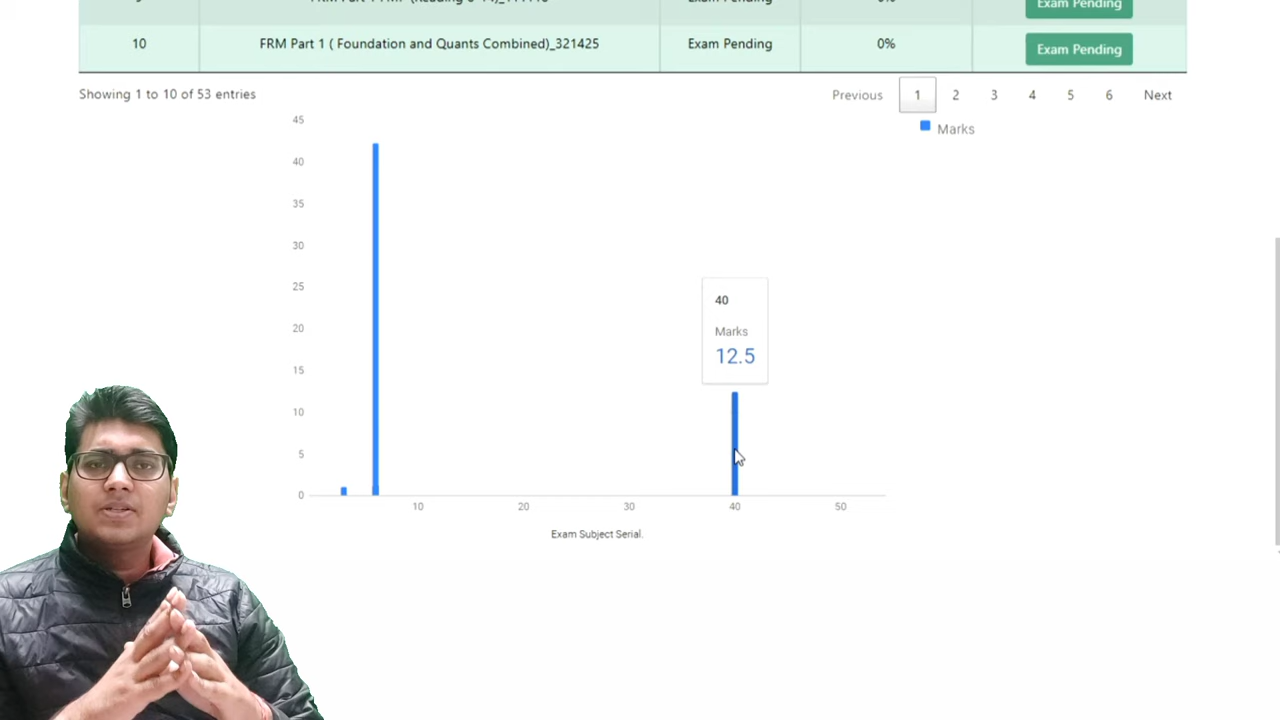 Exam Pending
10 FRM Part 1 ( Foundation and Quants Combined)_321425 Exam Pending 0% Exam Pending
Showing 1 to 10 of 53 entries Previous 1 2 3 4 5 6 Next
Marks
45
40
35
30
25
20
15
10
5
0
40
Marks
12.5
10 20 30 40 50
Exam Subject Serial.